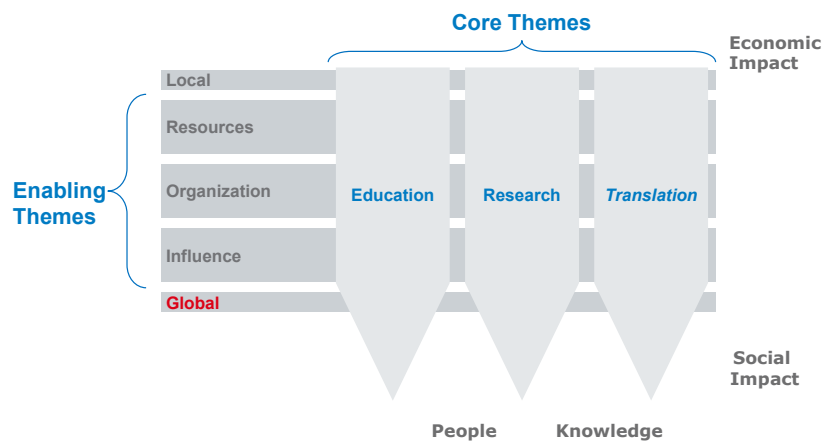 Core Themes
Economic
Impact
Local
Resources
Enabling
Themes
Organization
Education
Research
Translation
Influence
Global
Social
Impact
People
Knowledge